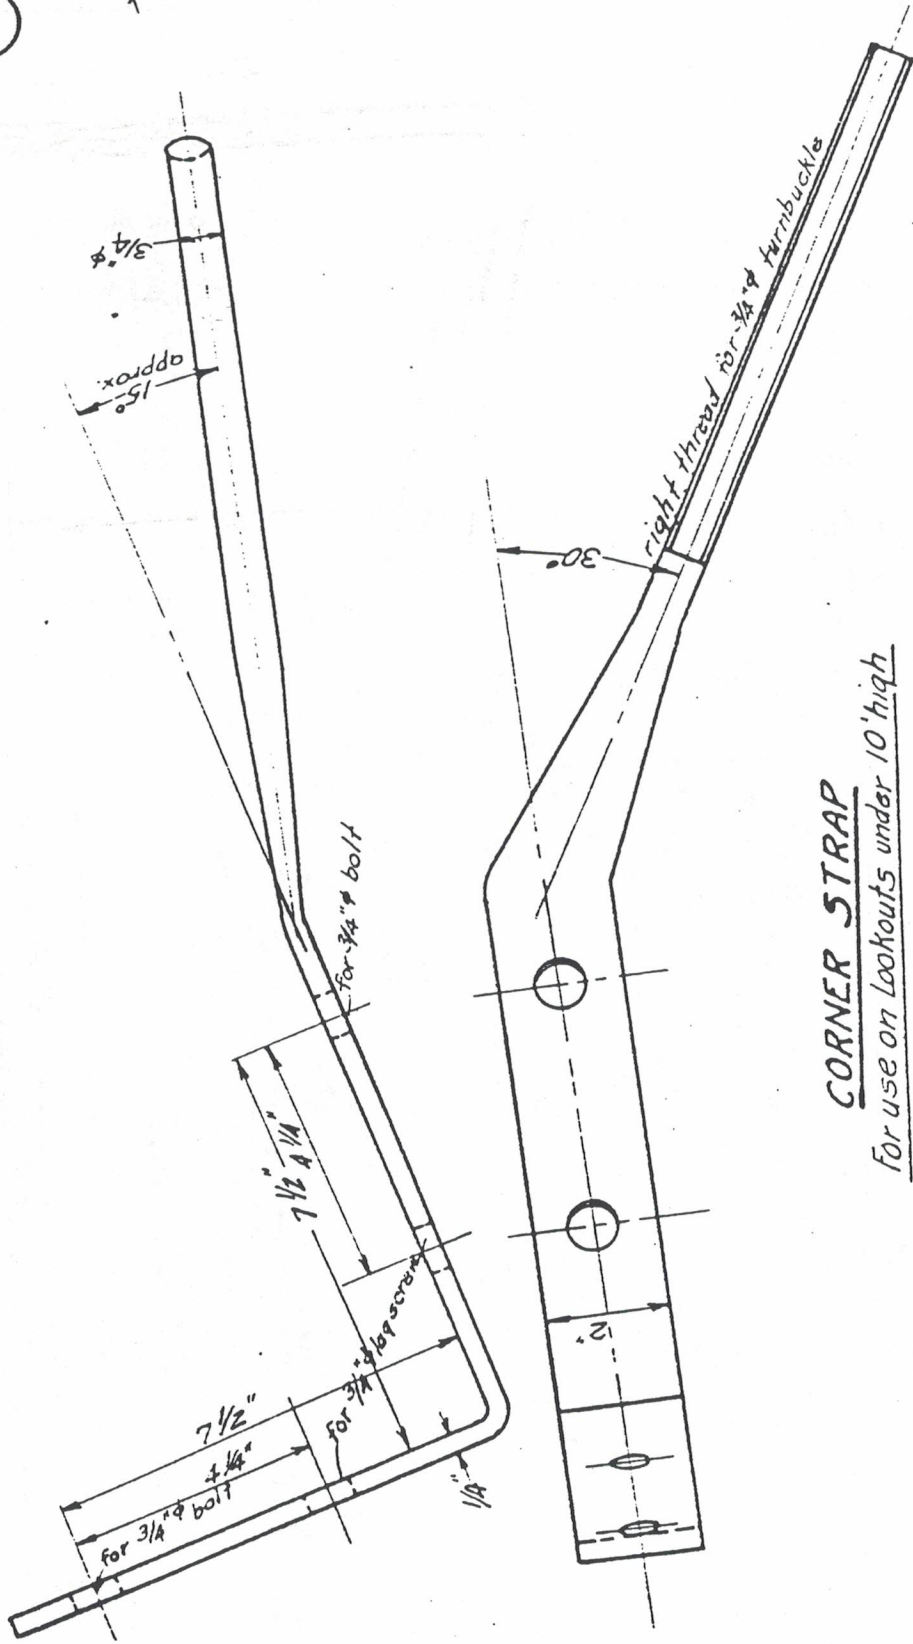 3/4"φ
15°
approx.
for 3/4"φ bolt
7 1/2"
4 1/4"
for 3/4"φ lag screw
7 1/2"
4 1/4"
for 3/4"φ bolt
1/4"
right thread for 3/4"φ turnbuckle
30°
2"
CORNER STRAP
For use on Lookouts under 10' high